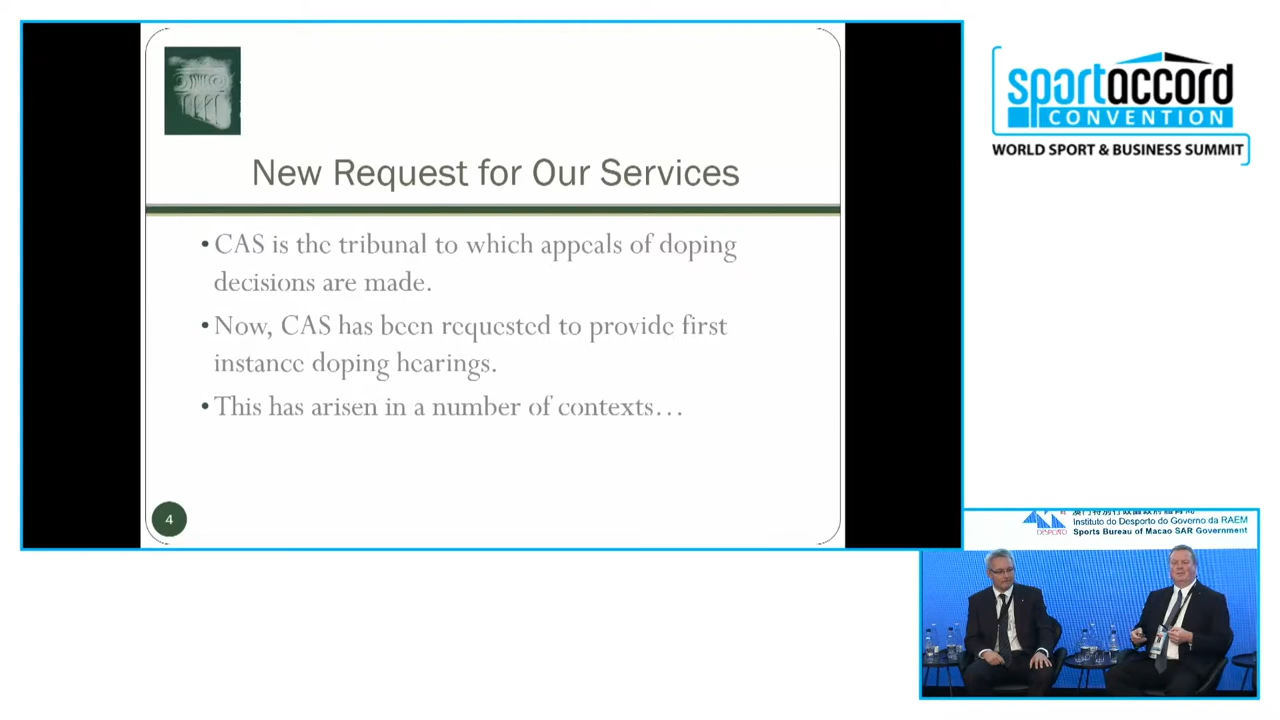 New Request for Our Services
• CAS is the tribunal to which appeals of doping
decisions are made.
• Now, CAS has been requested to provide first
instance doping hearings.
• This has arisen in a number of contexts…
4
sportaccord
CONVENTION
WORLD SPORT & BUSINESS SUMMIT
DESPORTO
Instituto do Desporto do Governo da RAEM
Sports Bureau of Macao SAR Government